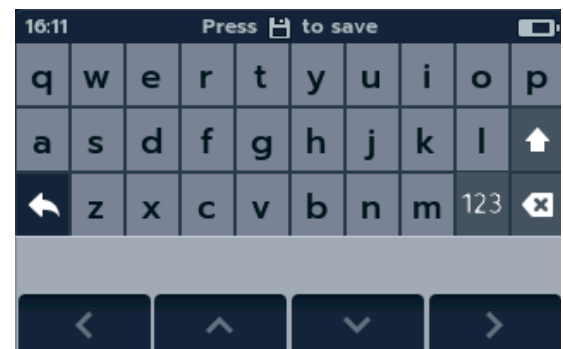 16:11 Press to save
q w e r t y u i o p
a s d f g h j k l
z x c v b n m 123